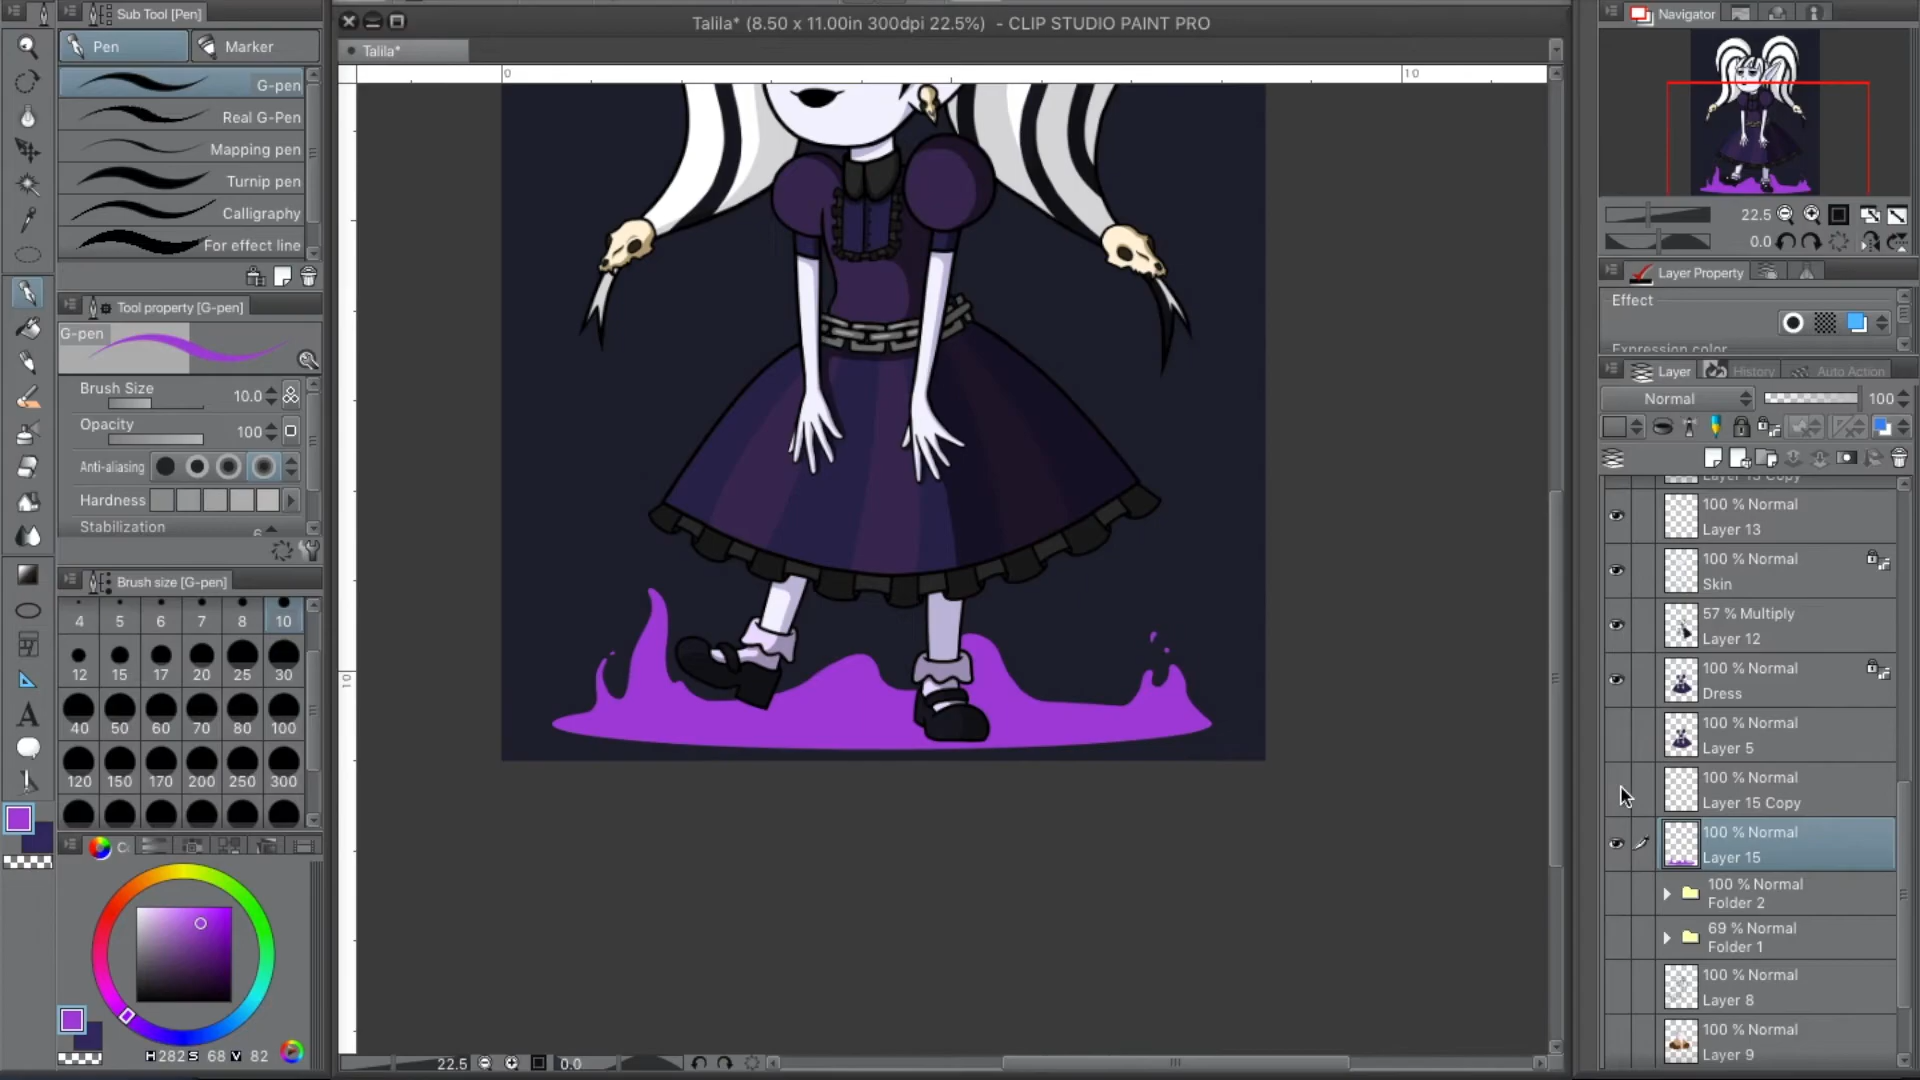 Sub Tool [Pen]
Pen
Marker
G-pen
Real G-Pen
Mapping pen
Turnip pen
Calligraphy
For effect line
Tool property [G-pen]
G-pen
Brush Size
10.0
Opacity
100
Anti-aliasing
Hardness
Stabilization
6
Brush size [G-pen]
4 5 6 7 8 10
12 15 17 20 25 30
40 50 60 70 80 100
120 150 170 200 250 300
C
H 282 S 68 V 82
Talila* (8.50 x 11.00in 300dpi 22.5%) - CLIP STUDIO PAINT PRO
Talila*
0
10
10
22.5
0.0
Navigator
22.5
0.0
Layer Property
Effect
Expression color
Layer
History
Auto Action
Normal
100
Layer 13 Copy
100 % Normal
Layer 13
100 % Normal
Skin
57 % Multiply
Layer 12
100 % Normal
Dress
100 % Normal
Layer 5
100 % Normal
Layer 15 Copy
100 % Normal
Layer 15
100 % Normal
Folder 2
69 % Normal
Folder 1
100 % Normal
Layer 8
100 % Normal
Layer 9